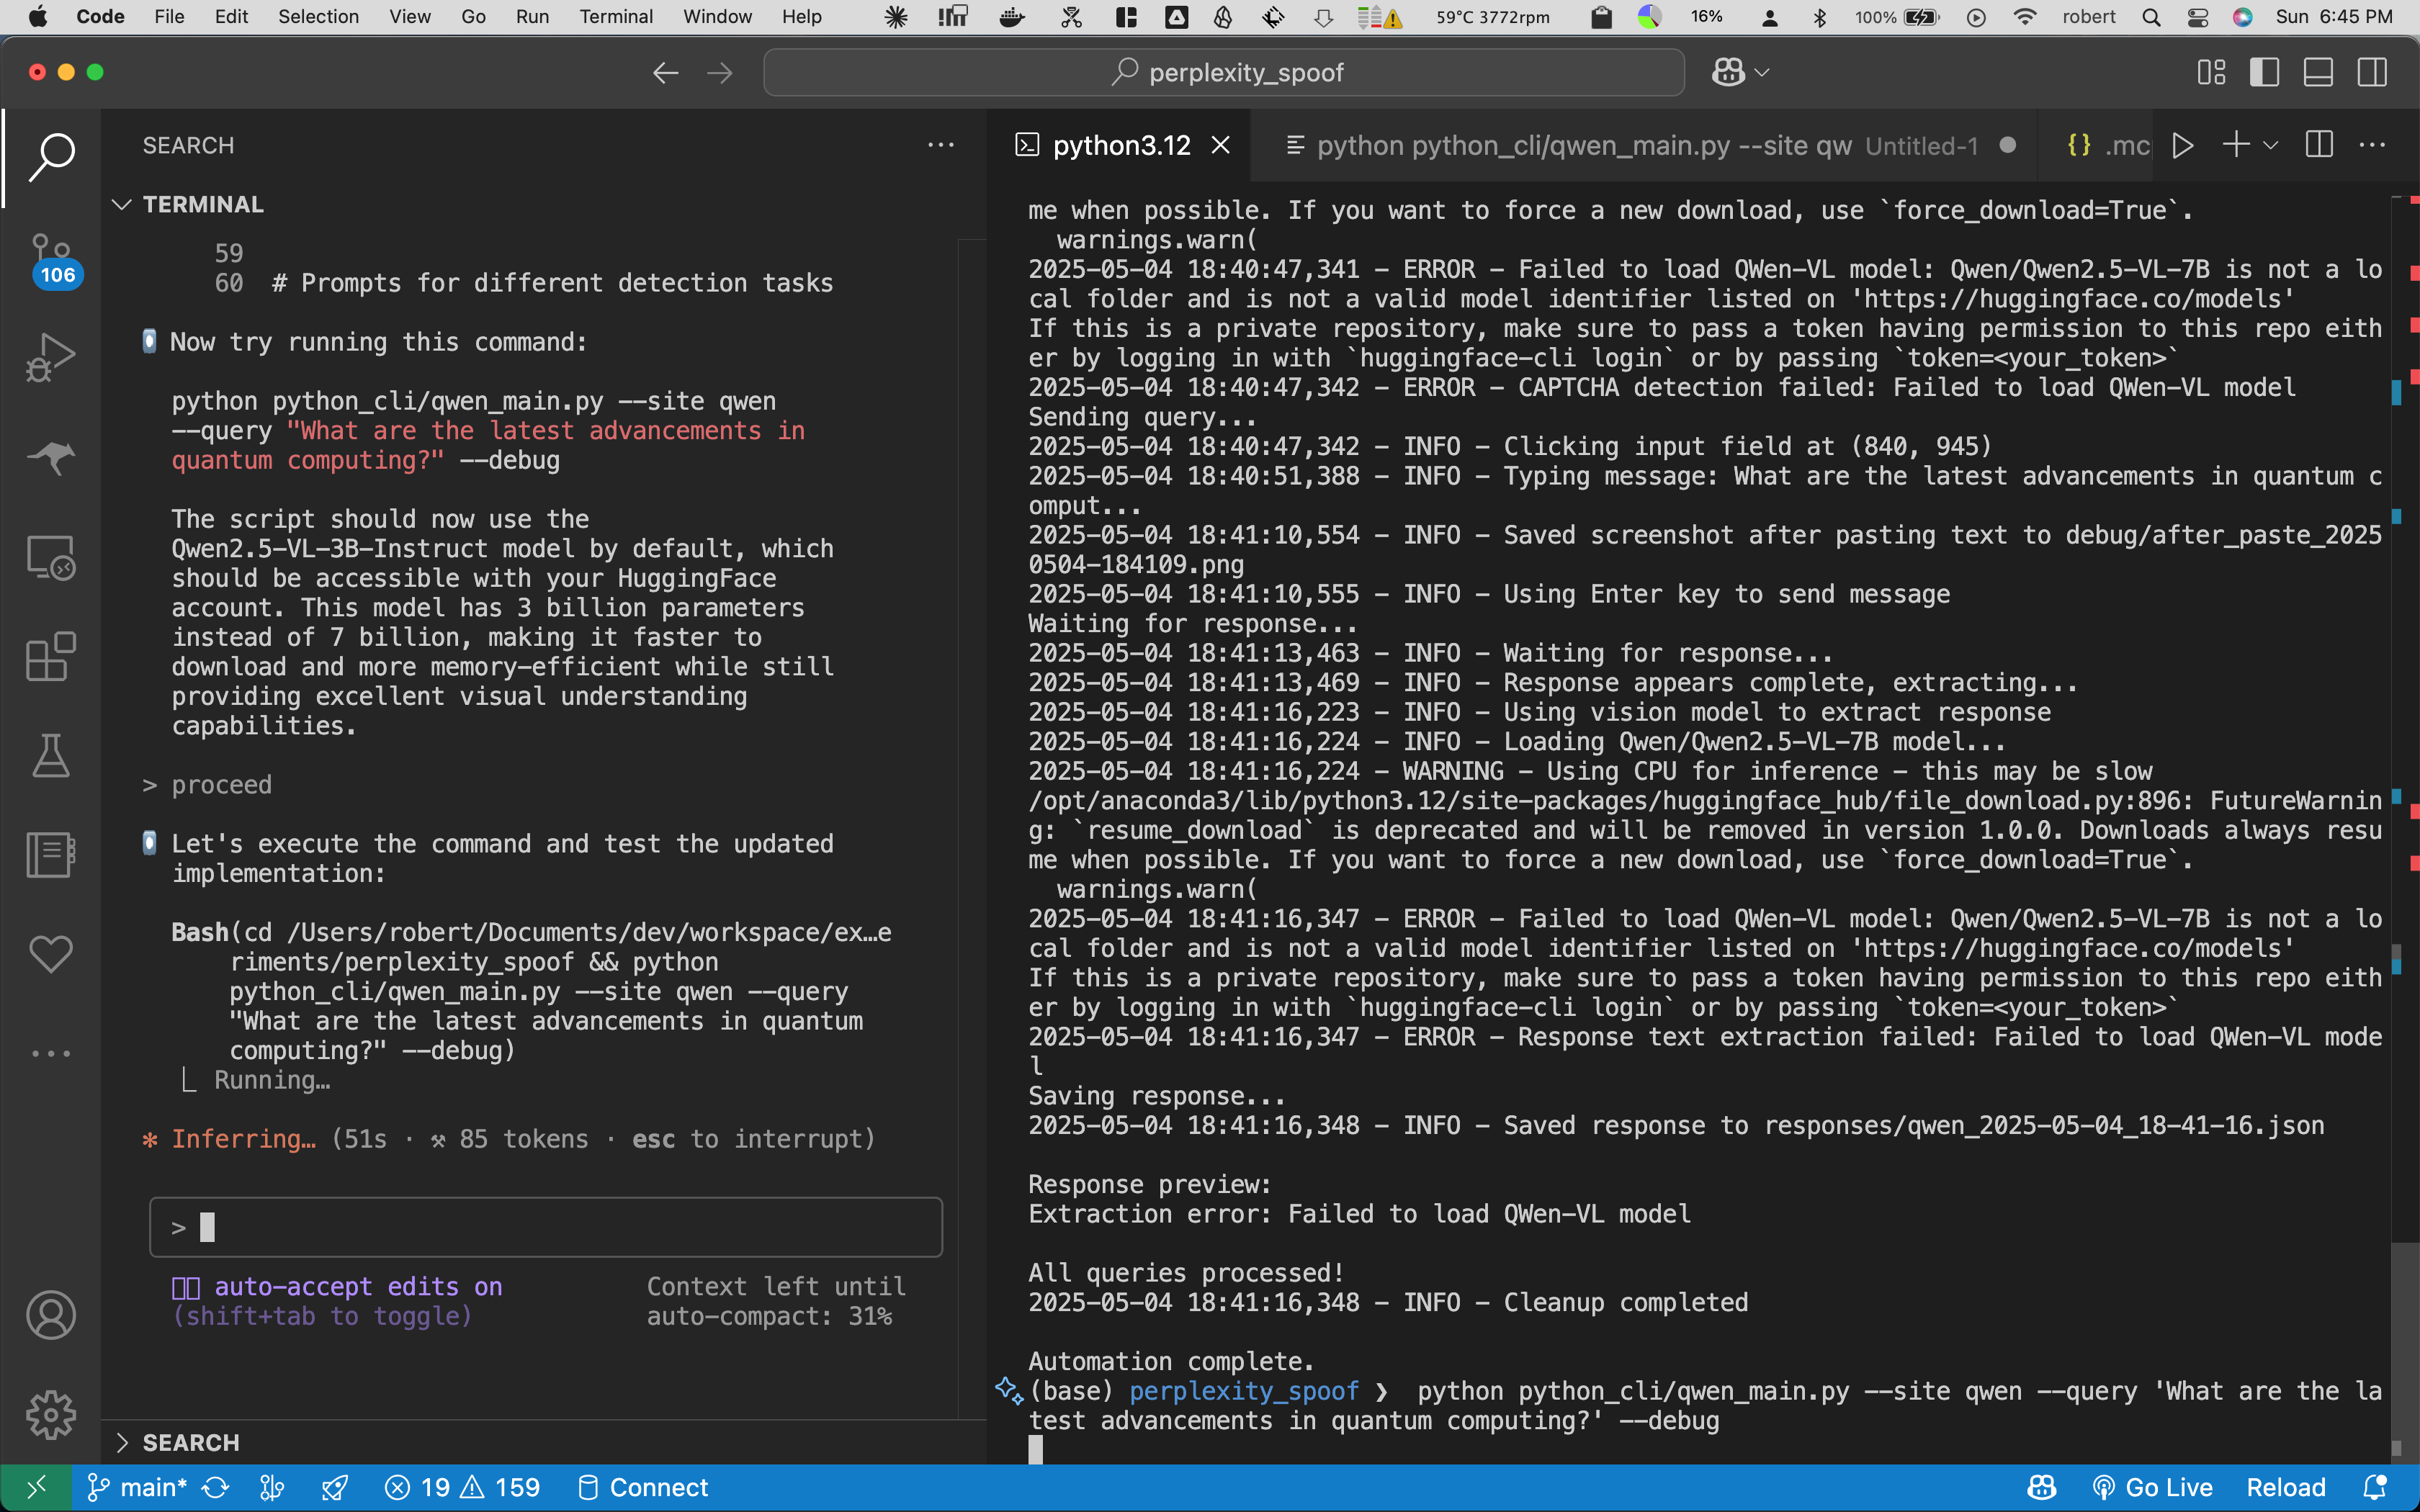 Code File Edit Selection View Go Run Terminal Window Help 59°C 3772rpm 16% 100% robert Sun 6:45 PM
perplexity_spoof
SEARCH
TERMINAL
59
60 # Prompts for different detection tasks
Now try running this command:
python python_cli/qwen_main.py --site qwen
--query "What are the latest advancements in
quantum computing?" --debug
The script should now use the
Qwen2.5-VL-3B-Instruct model by default, which
should be accessible with your HuggingFace
account. This model has 3 billion parameters
instead of 7 billion, making it faster to
download and more memory-efficient while still
providing excellent visual understanding
capabilities.
> proceed
Let's execute the command and test the updated
implementation:
Bash(cd /Users/robert/Documents/dev/workspace/ex…e
riments/perplexity_spoof && python
python_cli/qwen_main.py --site qwen --query
"What are the latest advancements in quantum
computing?" --debug)
Running…
Inferring… (51s · ⚒ 85 tokens · esc to interrupt)
>
auto-accept edits on Context left until
(shift+tab to toggle) auto-compact: 31%
SEARCH
106
python3.12 python python_cli/qwen_main.py --site qw Untitled-1 {} .mc
me when possible. If you want to force a new download, use `force_download=True`.
warnings.warn(
2025-05-04 18:40:47,341 - ERROR - Failed to load QWen-VL model: Qwen/Qwen2.5-VL-7B is not a lo
cal folder and is not a valid model identifier listed on 'https://huggingface.co/models'
If this is a private repository, make sure to pass a token having permission to this repo eith
er by logging in with `huggingface-cli login` or by passing `token=<your_token>`
2025-05-04 18:40:47,342 - ERROR - CAPTCHA detection failed: Failed to load QWen-VL model
Sending query...
2025-05-04 18:40:47,342 - INFO - Clicking input field at (840, 945)
2025-05-04 18:40:51,388 - INFO - Typing message: What are the latest advancements in quantum c
omput...
2025-05-04 18:41:10,554 - INFO - Saved screenshot after pasting text to debug/after_paste_2025
0504-184109.png
2025-05-04 18:41:10,555 - INFO - Using Enter key to send message
Waiting for response...
2025-05-04 18:41:13,463 - INFO - Waiting for response...
2025-05-04 18:41:13,469 - INFO - Response appears complete, extracting...
2025-05-04 18:41:16,223 - INFO - Using vision model to extract response
2025-05-04 18:41:16,224 - INFO - Loading Qwen/Qwen2.5-VL-7B model...
2025-05-04 18:41:16,224 - WARNING - Using CPU for inference - this may be slow
/opt/anaconda3/lib/python3.12/site-packages/huggingface_hub/file_download.py:896: FutureWarnin
g: `resume_download` is deprecated and will be removed in version 1.0.0. Downloads always resu
me when possible. If you want to force a new download, use `force_download=True`.
warnings.warn(
2025-05-04 18:41:16,347 - ERROR - Failed to load QWen-VL model: Qwen/Qwen2.5-VL-7B is not a lo
cal folder and is not a valid model identifier listed on 'https://huggingface.co/models'
If this is a private repository, make sure to pass a token having permission to this repo eith
er by logging in with `huggingface-cli login` or by passing `token=<your_token>`
2025-05-04 18:41:16,347 - ERROR - Response text extraction failed: Failed to load QWen-VL mode
l
Saving response...
2025-05-04 18:41:16,348 - INFO - Saved response to responses/qwen_2025-05-04_18-41-16.json
Response preview:
Extraction error: Failed to load QWen-VL model
All queries processed!
2025-05-04 18:41:16,348 - INFO - Cleanup completed
Automation complete.
(base) perplexity_spoof ❯ python python_cli/qwen_main.py --site qwen --query 'What are the la
test advancements in quantum computing?' --debug
main* 19 159 Connect Go Live Reload